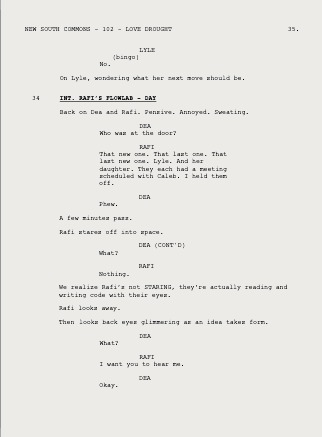 NEW SOUTH COMMONS - 102 - LOVE DROUGHT 35.
LYLE
(bingo)
No.
On Lyle, wondering what her next move should be.
34 INT. RAFI'S FLOWLAB - DAY
Back on Dea and Rafi. Pensive. Annoyed. Sweating.
DEA
Who was at the door?
RAFI
That new one. That last one. That
last new one. Lyle. And her
daughter. They each had a meeting
scheduled with Caleb. I held them
off.
DEA
Phew.
A few minutes pass.
Rafi stares off into space.
DEA (CONT'D)
What?
RAFI
Nothing.
We realize Rafi's not STARING, they're actually reading and
writing code with their eyes.
Rafi looks away.
Then looks back eyes glimmering as an idea takes form.
DEA
What?
RAFI
I want you to hear me.
DEA
Okay.